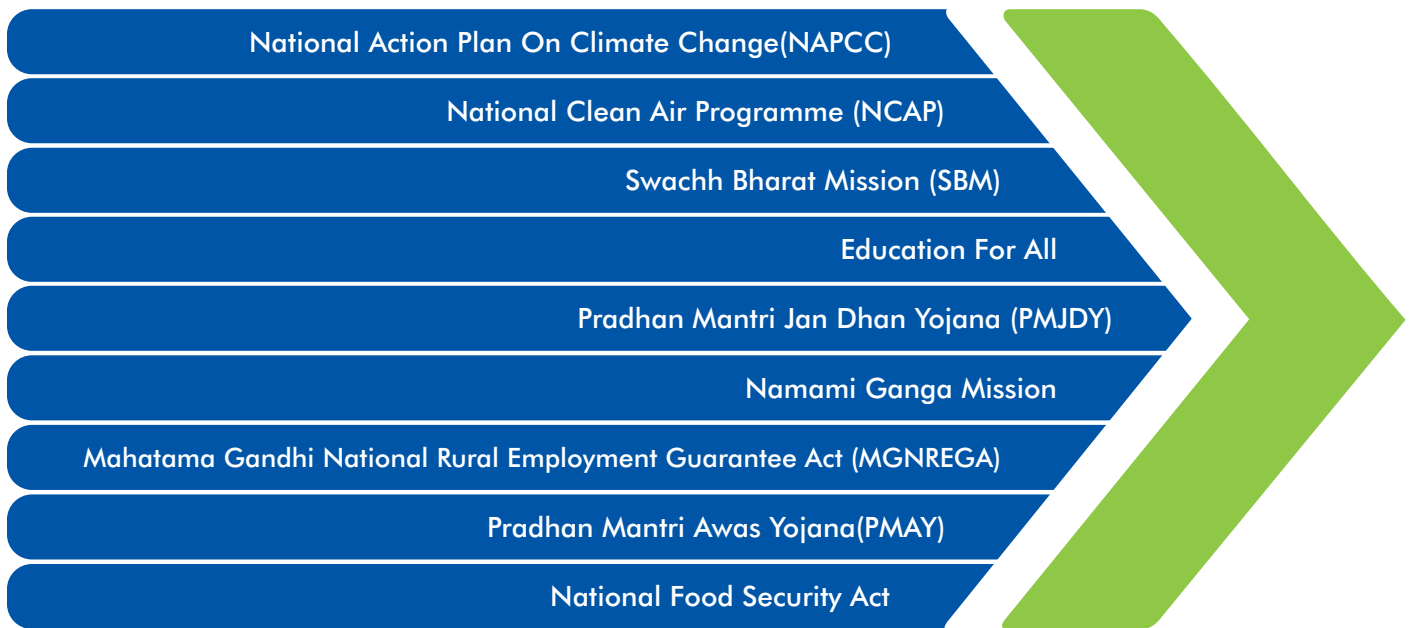 National Action Plan On Climate Change(NAPCC)
National Clean Air Programme (NCAP)
Swachh Bharat Mission (SBM)
Education For All
Pradhan Mantri Jan Dhan Yojana (PMJDY)
Namami Ganga Mission
Mahatama Gandhi National Rural Employment Guarantee Act (MGNREGA)
Pradhan Mantri Awas Yojana(PMAY)
National Food Security Act